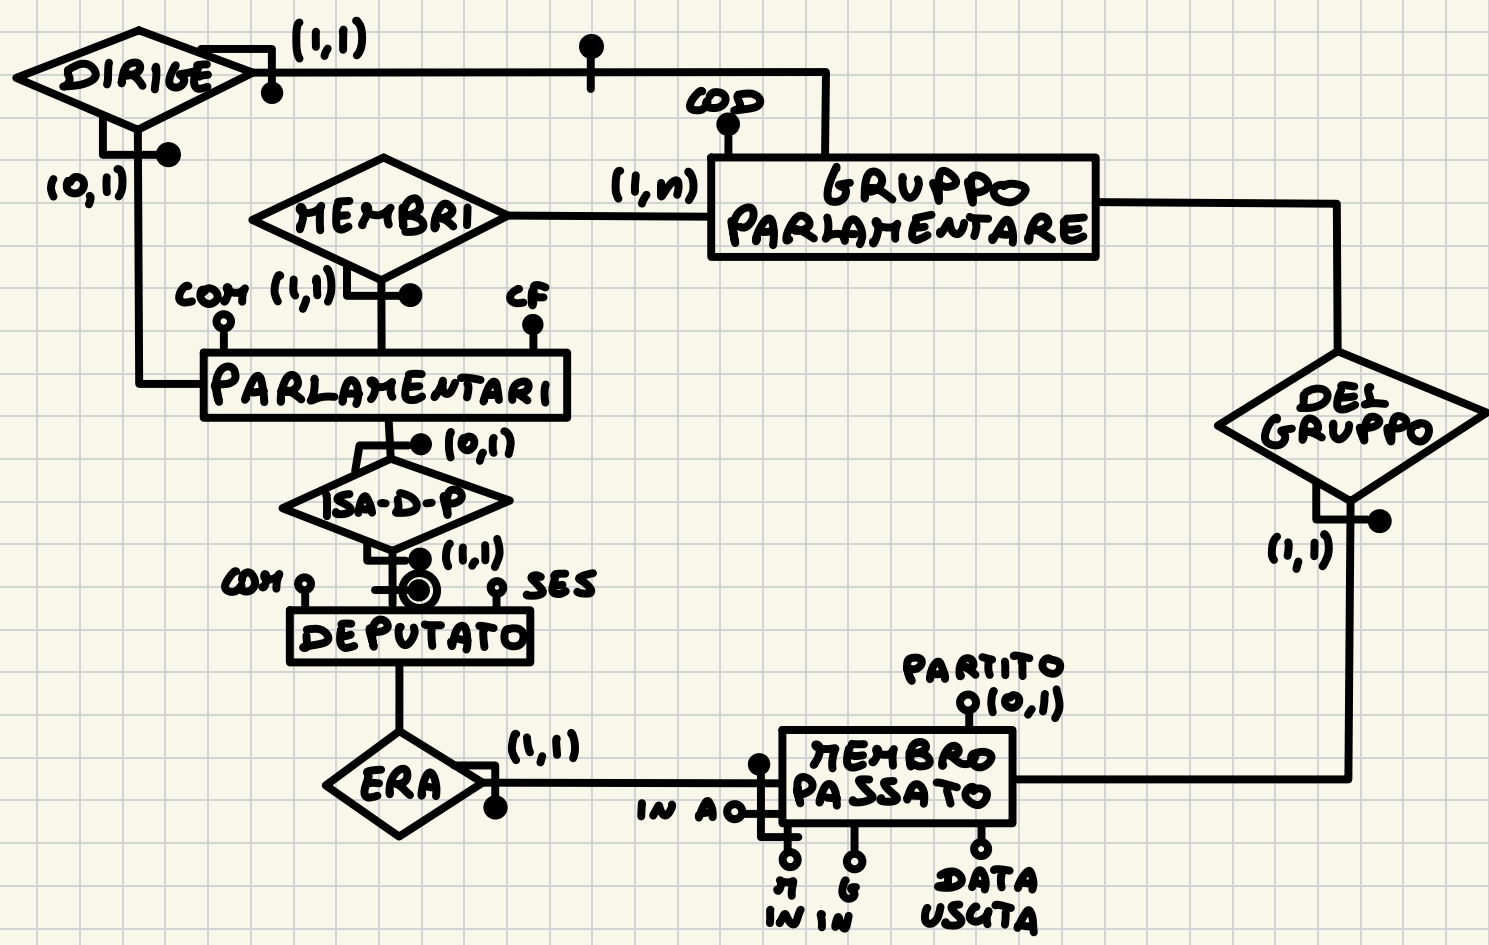 (1,1)
DIRIGE
COD
(0,1)
(1,n)
GRUPPO
PARLAMENTARE
MEMBRI
COM
(1,1)
CF
PARLAMENTARI
DEL
GRUPPO
(0,1)
ISA-D-P
(1,1)
(1,1)
COM
SES
DEPUTATO
PARTITO
(0,1)
(1,1)
ERA
MEMBRO
PASSATO
IN A
M
IN
G
IN
DATA
USCITA